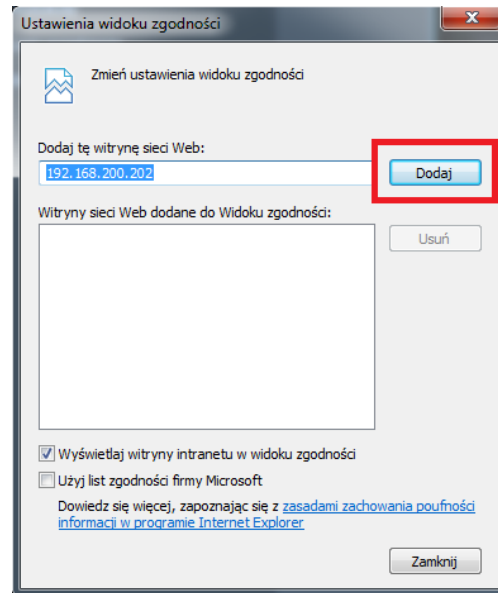 Ustawienia widoku zgodności
Zmień ustawienia widoku zgodności
Dodaj tę witrynę sieci Web:
192.168.200.202
Dodaj
Witryny sieci Web dodane do Widoku zgodności:
Usuń
Wyświetlaj witryny intranetu w widoku zgodności
Użyj list zgodności firmy Microsoft
Dowiedz się więcej, zapoznając się z zasadami zachowania poufności
informacji w programie Internet Explorer
Zamknij